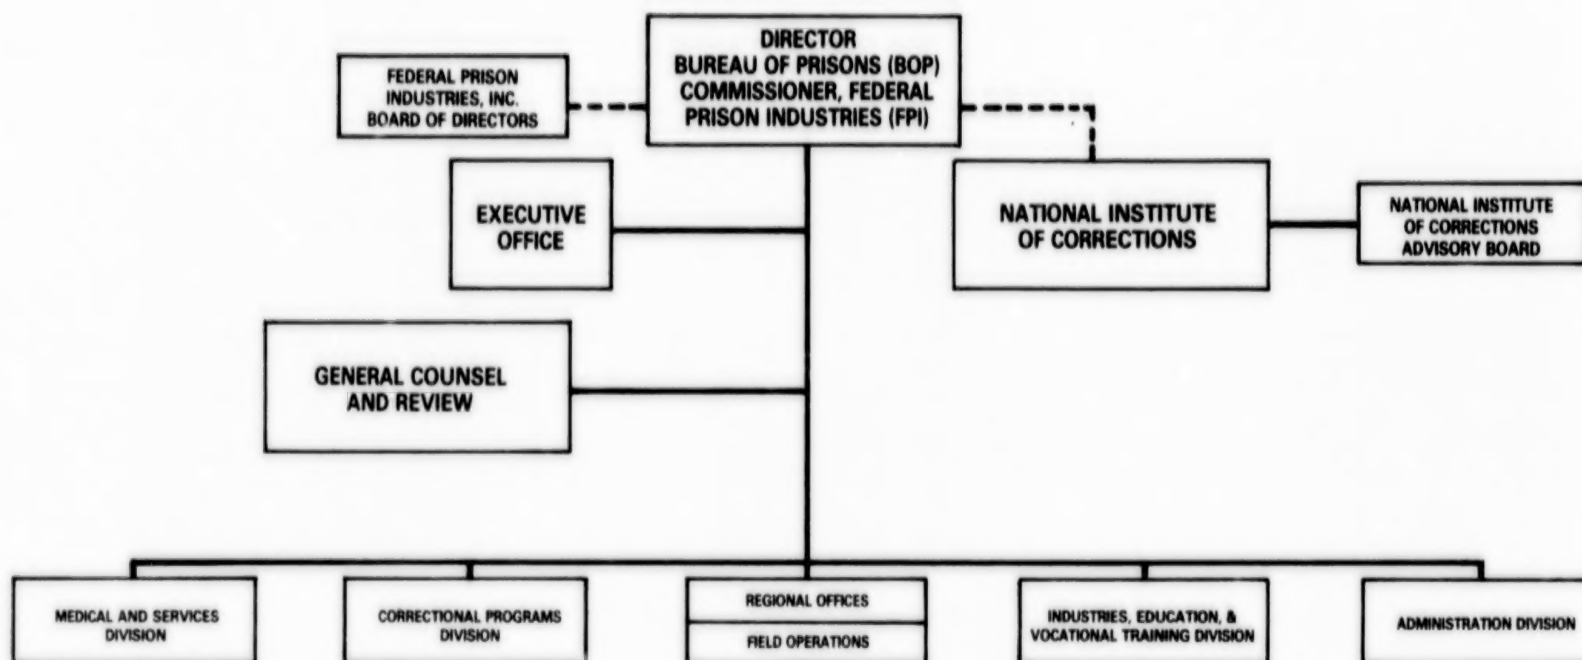 DIRECTOR
BUREAU OF PRISONS (BOP)
COMMISSIONER, FEDERAL
PRISON INDUSTRIES (FPI)
FEDERAL PRISON
INDUSTRIES, INC.
BOARD OF DIRECTORS
EXECUTIVE
OFFICE
NATIONAL INSTITUTE
OF CORRECTIONS
NATIONAL INSTITUTE
OF CORRECTIONS
ADVISORY BOARD
GENERAL COUNSEL
AND REVIEW
MEDICAL AND SERVICES
DIVISION
CORRECTIONAL PROGRAMS
DIVISION
REGIONAL OFFICES
FIELD OPERATIONS
INDUSTRIES, EDUCATION, &
VOCATIONAL TRAINING DIVISION
ADMINISTRATION DIVISION